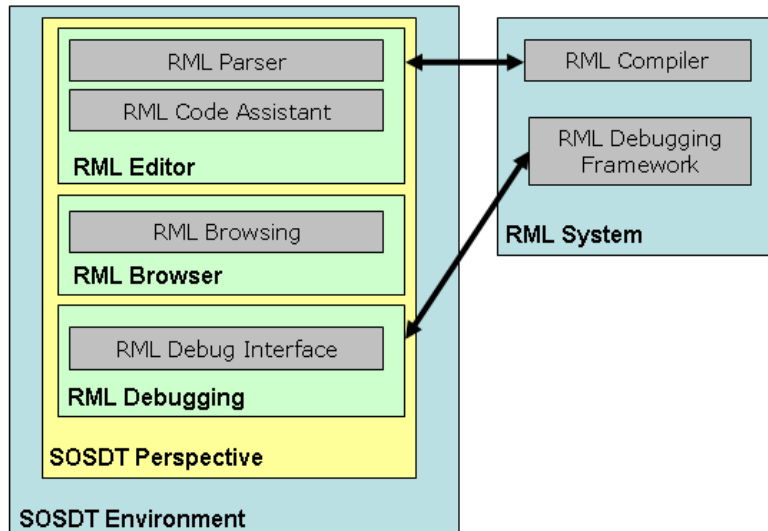 RML Parser
RML Code Assistant
RML Editor
RML Browsing
RML Browser
RML Debug Interface
RML Debugging
SOSDT Perspective
SOSDT Environment
RML Compiler
RML Debugging
Framework
RML System